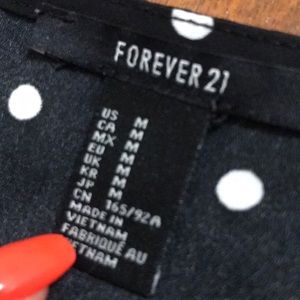 FOREVER 21
US M
CA M
MX M
EU M
UK M
KR M
JP M
CN 165/92A
MADE IN
VIETNAM
FABRIQUÉ AU
VIETNAM